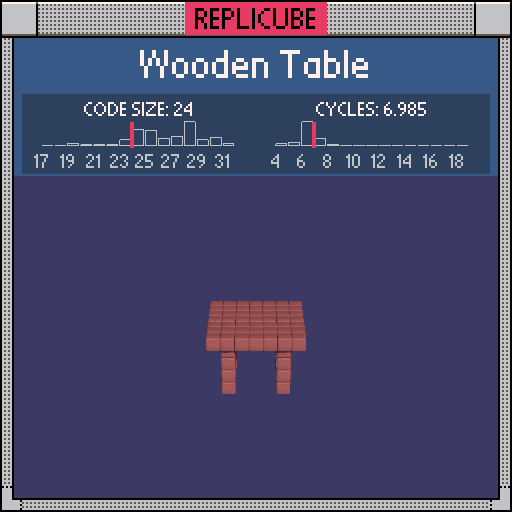 REPLICUBE
Wooden Table
CODE SIZE: 24
17 19 21 23 25 27 29 31
CYCLES: 6.985
4 6 8 10 12 14 16 18